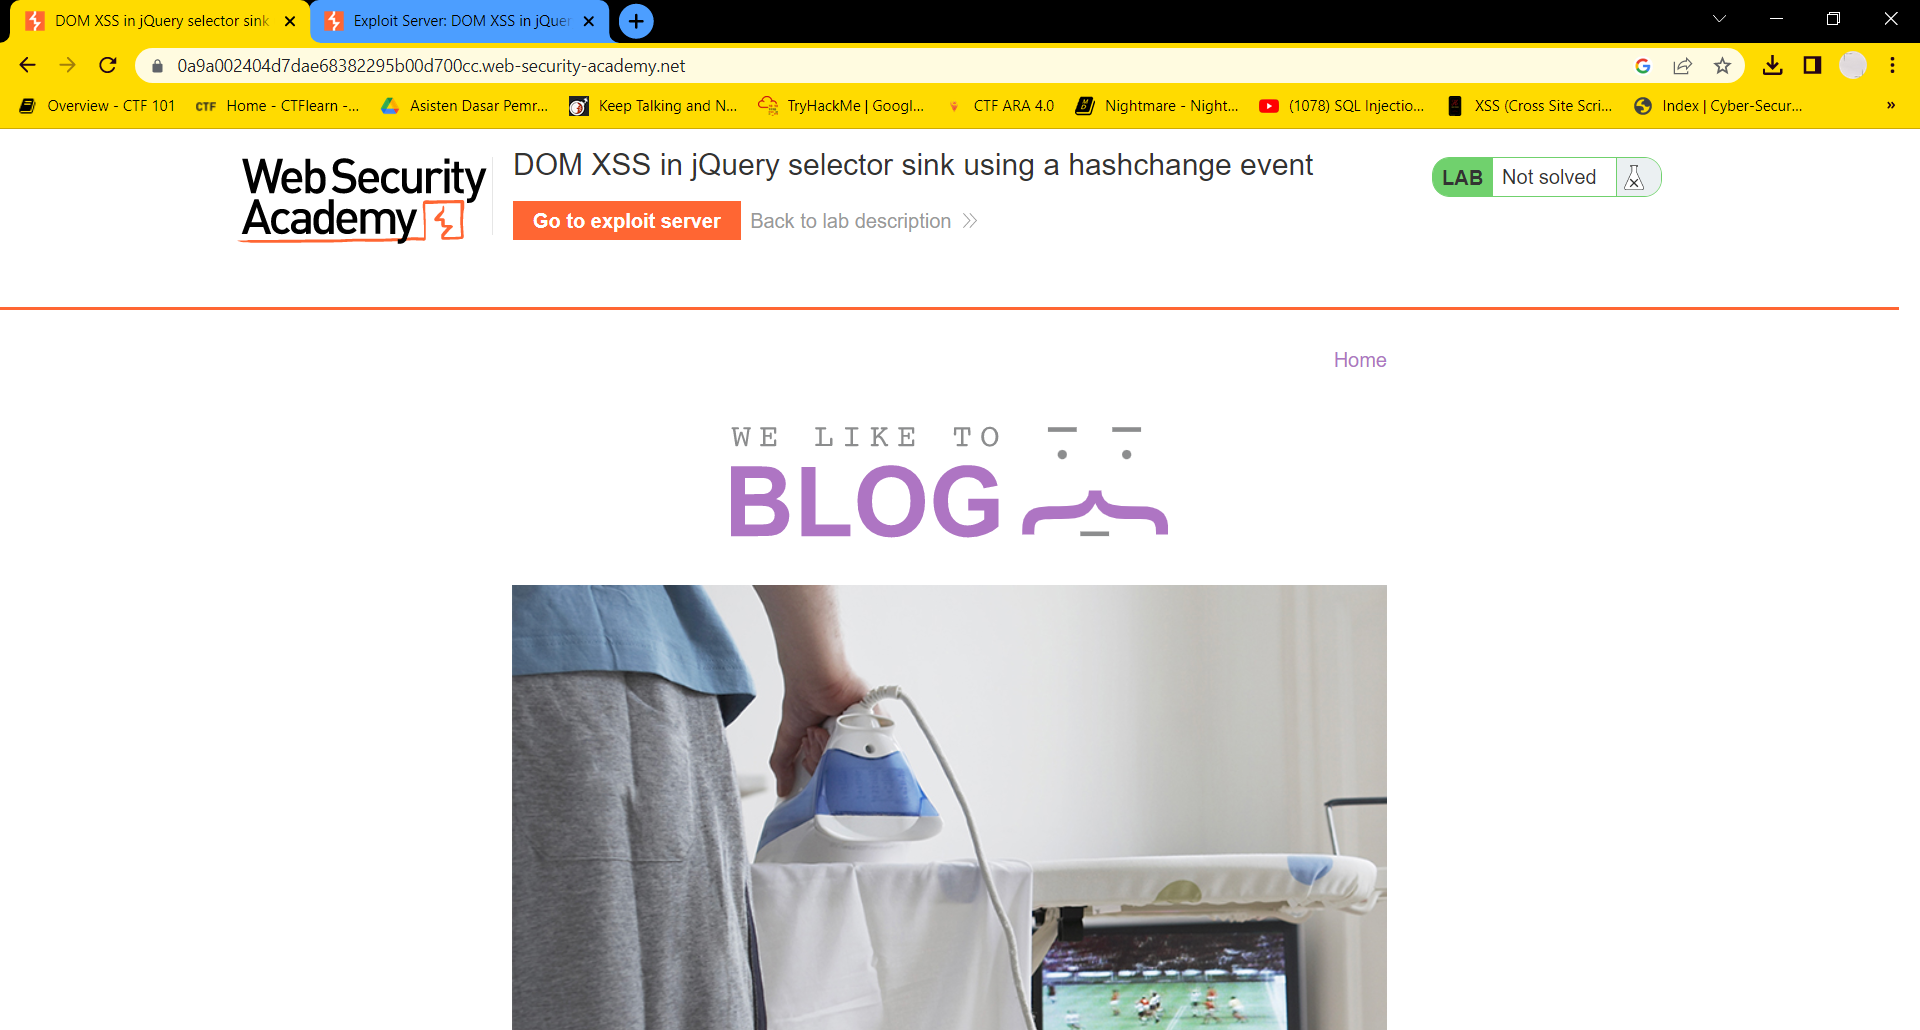 DOM XSS in jQuery selector sink
Exploit Server: DOM XSS in jQuer
0a9a002404d7dae68382295b00d700cc.web-security-academy.net
Overview - CTF 101
CTF Home - CTFlearn -...
Asisten Dasar Pemr...
Keep Talking and N...
TryHackMe | Googl...
CTF ARA 4.0
Nightmare - Night...
(1078) SQL Injectio...
XSS (Cross Site Scri...
Index | Cyber-Secur...
»
Web Security
Academy
DOM XSS in jQuery selector sink using a hashchange event
Go to exploit server
Back to lab description
LAB Not solved
Home
WE LIKE TO
BLOG